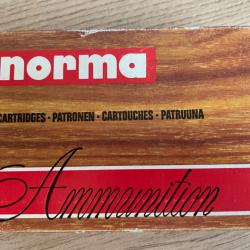 norma
CARTRIDGES · PATRONEN · CARTOUCHES · PATRUUNA
Ammunition